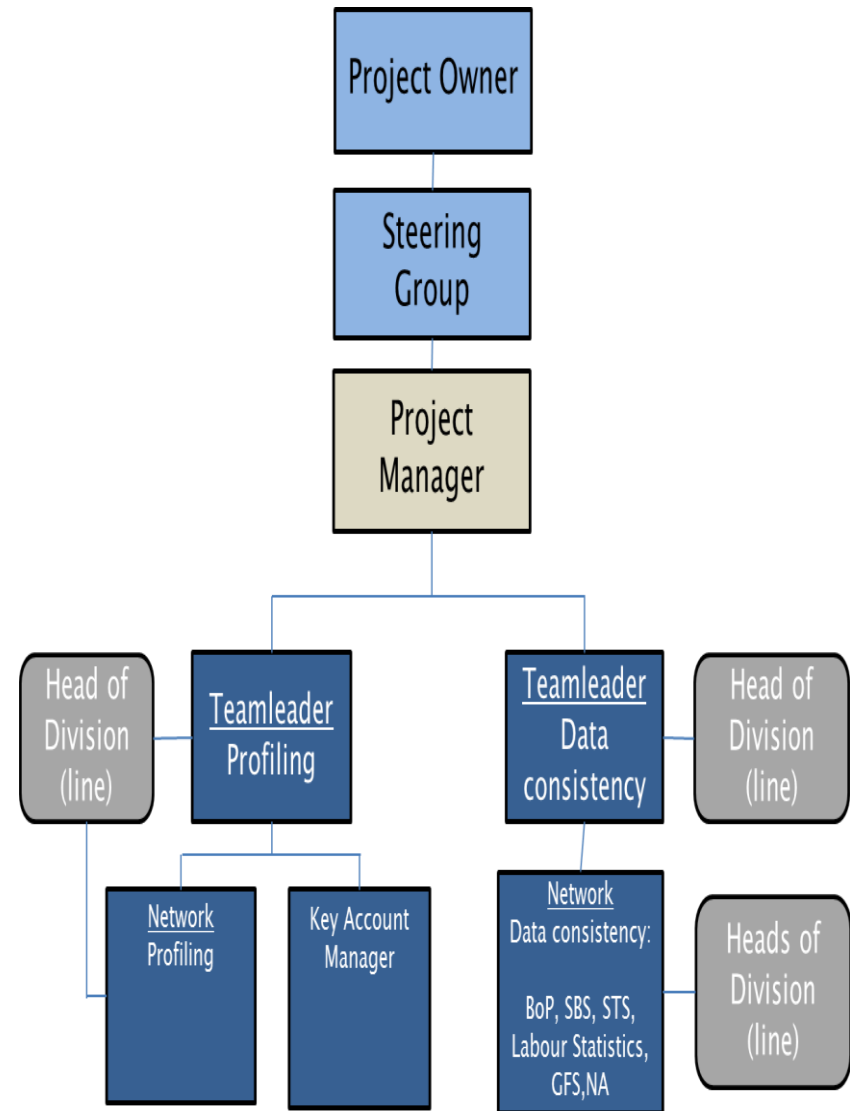 Project Owner
Steering
Group
Project
Manager
Head of
Division
(line)
Teamleader
Profiling
Teamleader
Data
consistency
Head of
Division
(line)
Network
Profiling
Key Account
Manager
Network
Data consistency:
BoP, SBS, STS,
Labour Statistics,
GFS,NA
Heads of
Division
(line)